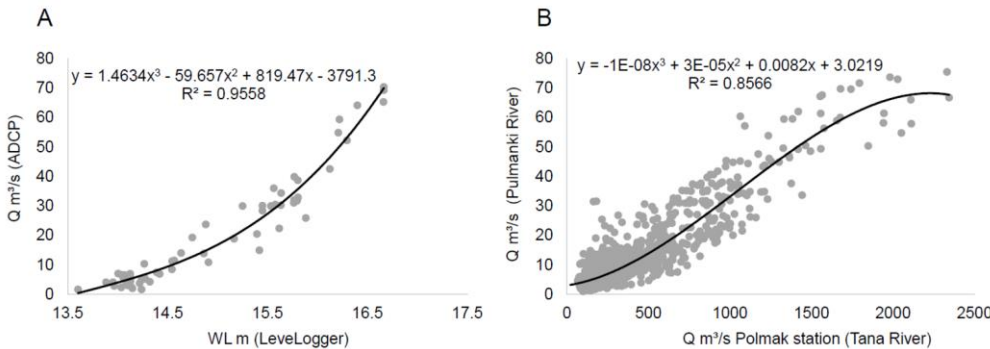 A
y = 1.4634x³ - 59.657x² + 819.47x - 3791.3
R² = 0.9558
Q m³/s (ADCP)
80
70
60
50
40
30
20
10
0
13.5 14.5 15.5 16.5 17.5
WL m (LeveLogger)
B
y = -1E-08x³ + 3E-05x² + 0.0082x + 3.0219
R² = 0.8566
Q m³/s (Pulmanki River)
80
70
60
50
40
30
20
10
0
0 500 1000 1500 2000 2500
Q m³/s Polmak station (Tana River)